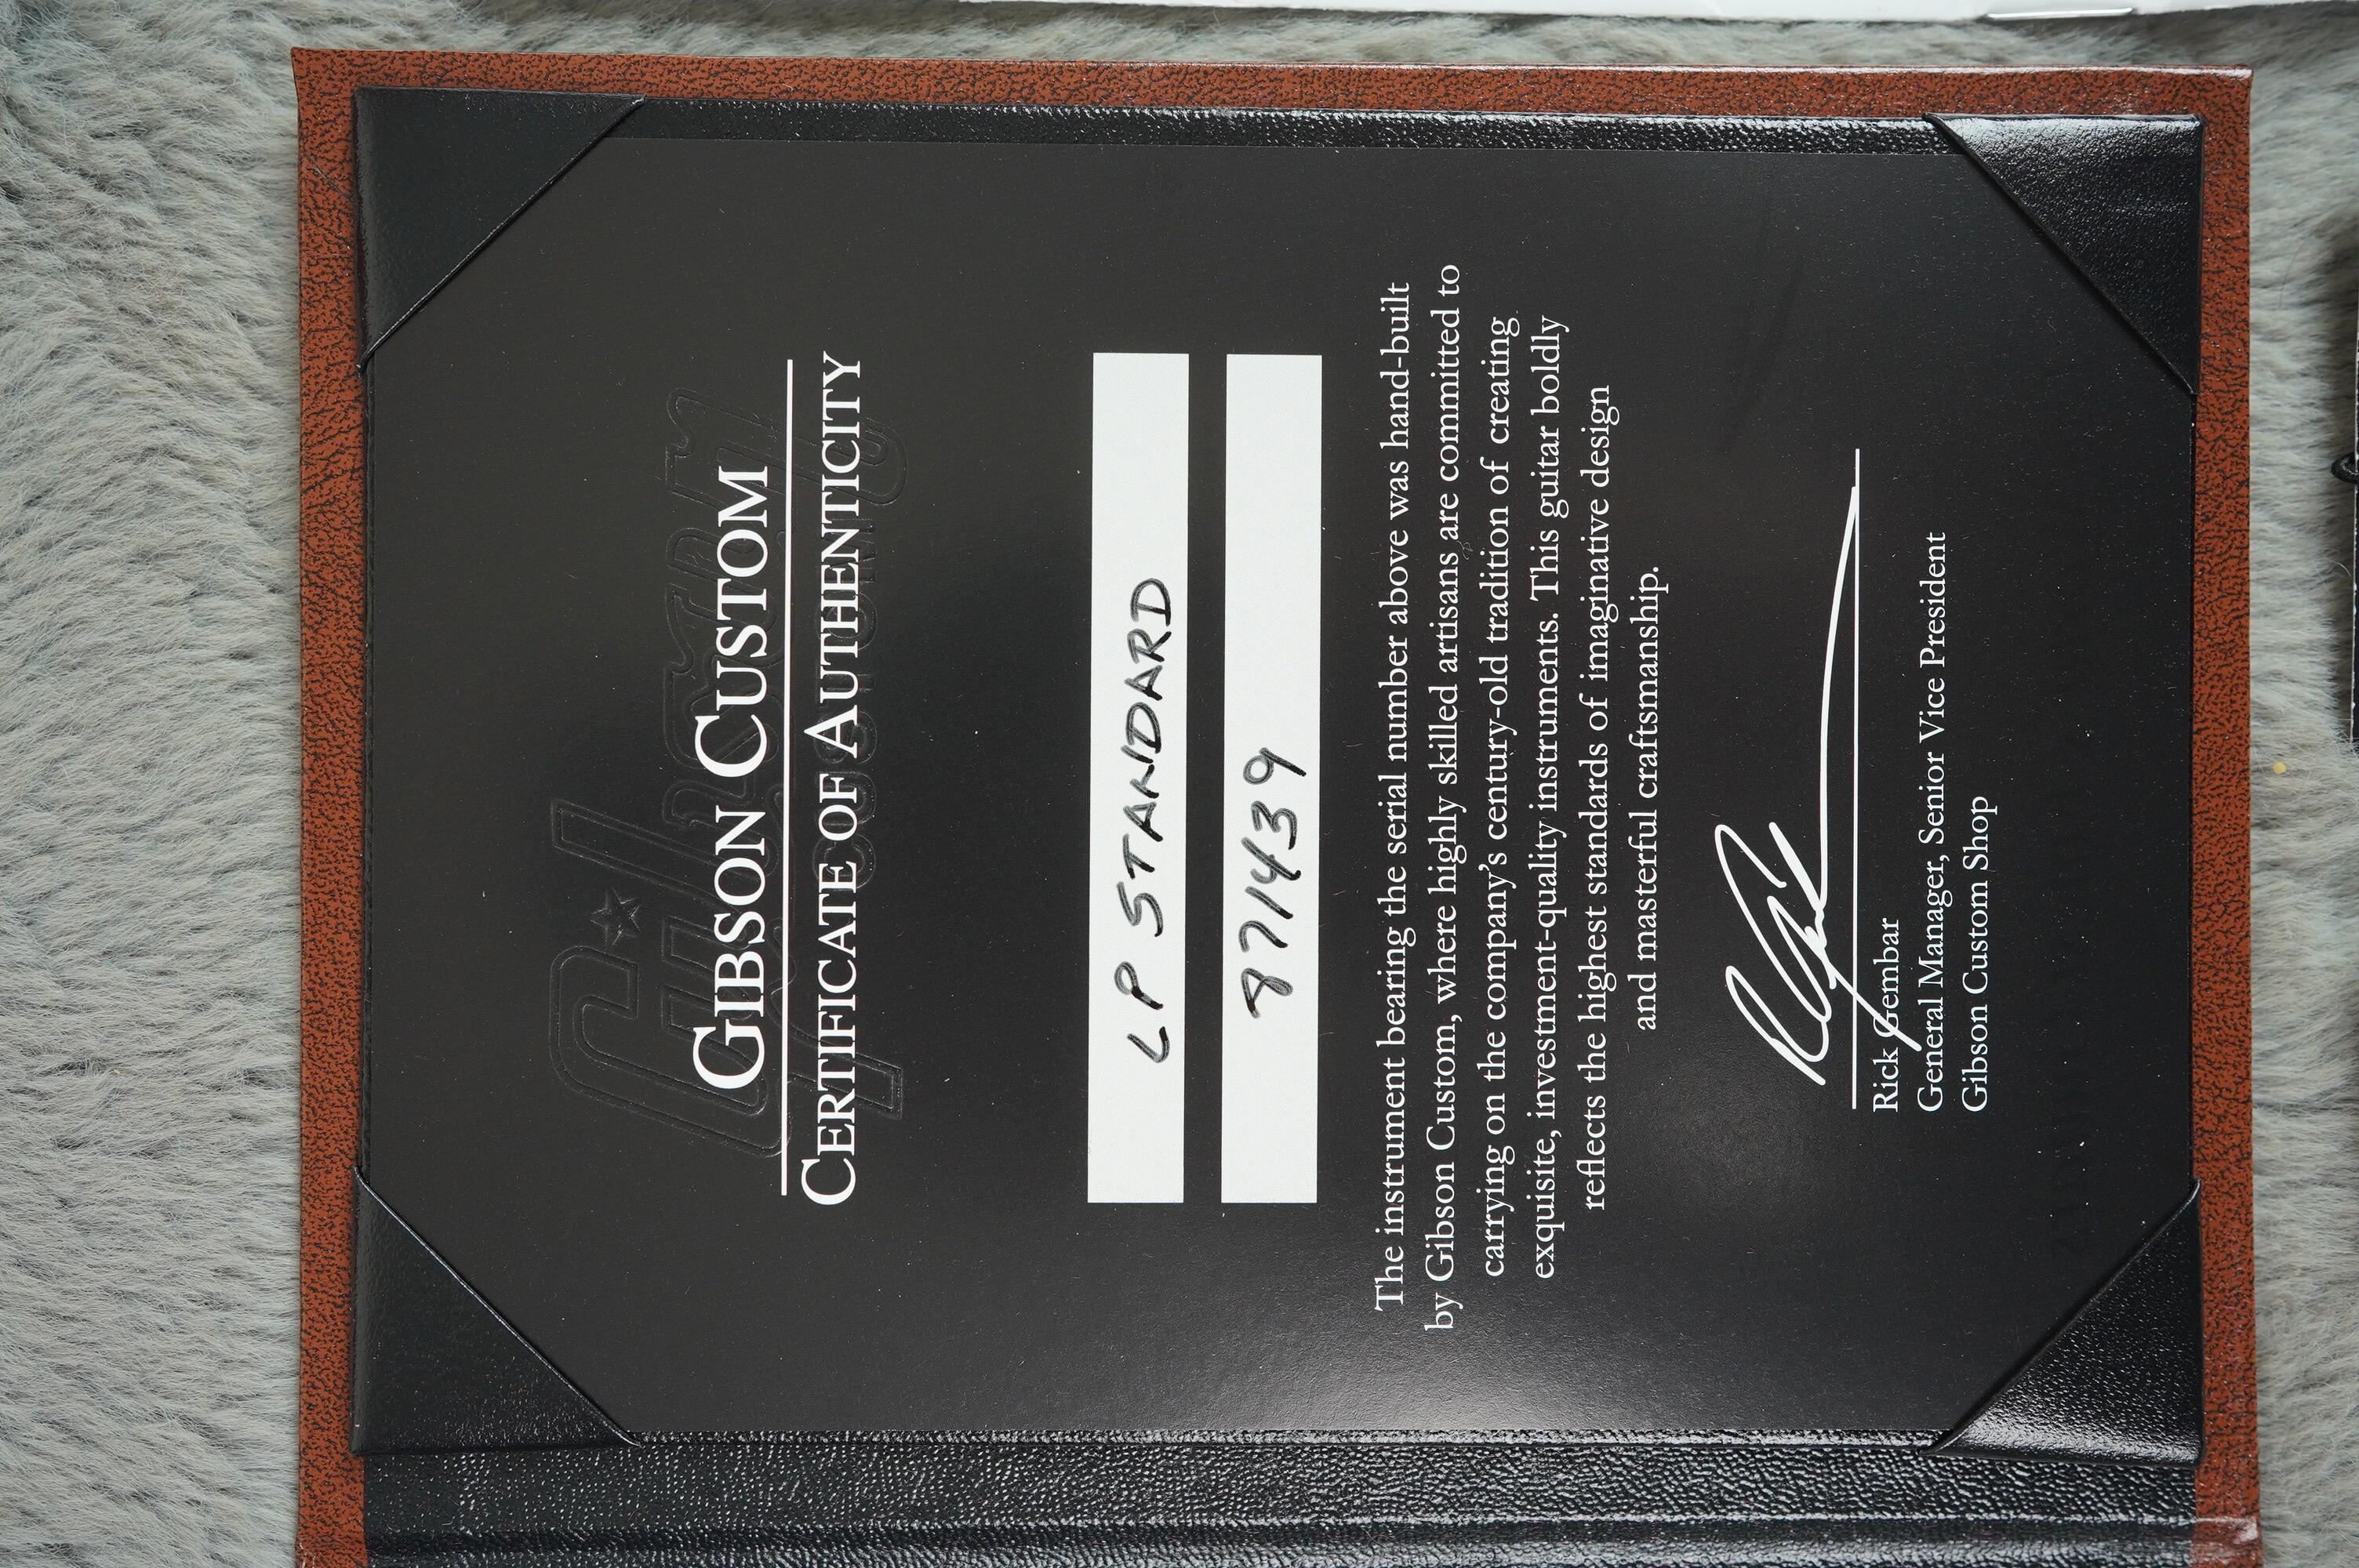 GIBSON CUSTOM
CERTIFICATE OF AUTHENTICITY
LP STANDARD
871439
The instrument bearing the serial number above was hand-built
by Gibson Custom, where highly skilled artisans are committed to
carrying on the company's century-old tradition of creating
exquisite, investment-quality instruments. This guitar boldly
reflects the highest standards of imaginative design
and masterful craftsmanship.
Rick Gembar
General Manager, Senior Vice President
Gibson Custom Shop